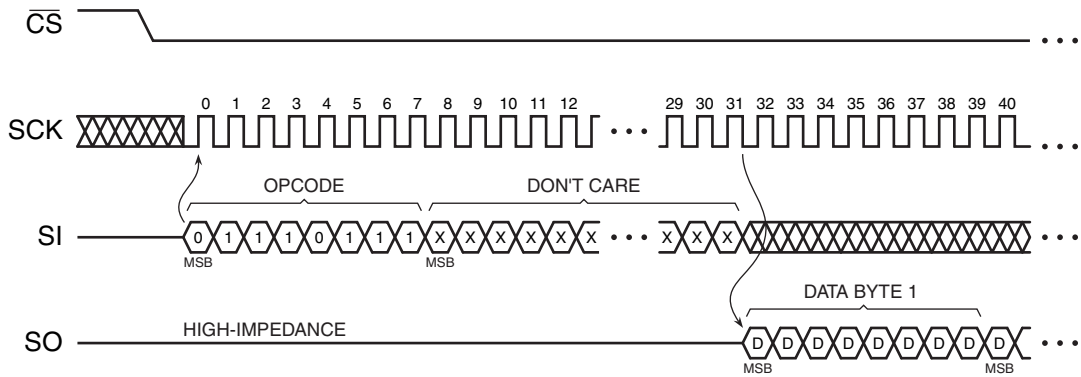 CS
0 1 2 3 4 5 6 7 8 9 10 11 12 29 30 31 32 33 34 35 36 37 38 39 40
SCK • • •
OPCODE DON'T CARE
SI 0 1 1 1 0 1 1 1 X X X X X X • • • X X X
MSB MSB
DATA BYTE 1
HIGH-IMPEDANCE
SO D D D D D D D D D
MSB MSB